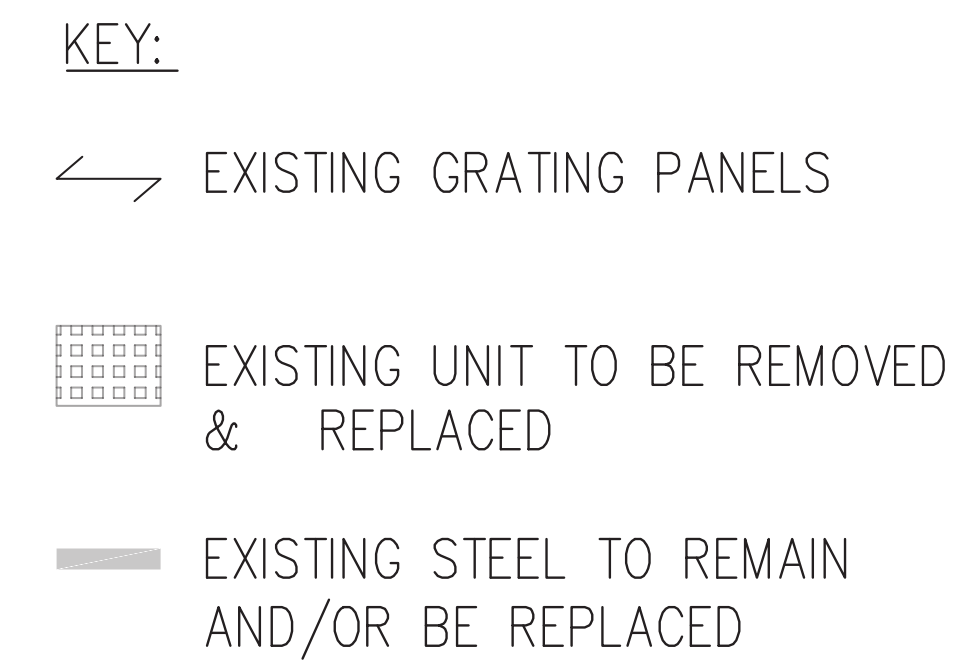 KEY:
EXISTING GRATING PANELS
EXISTING UNIT TO BE REMOVED
& REPLACED
EXISTING STEEL TO REMAIN
AND/OR BE REPLACED